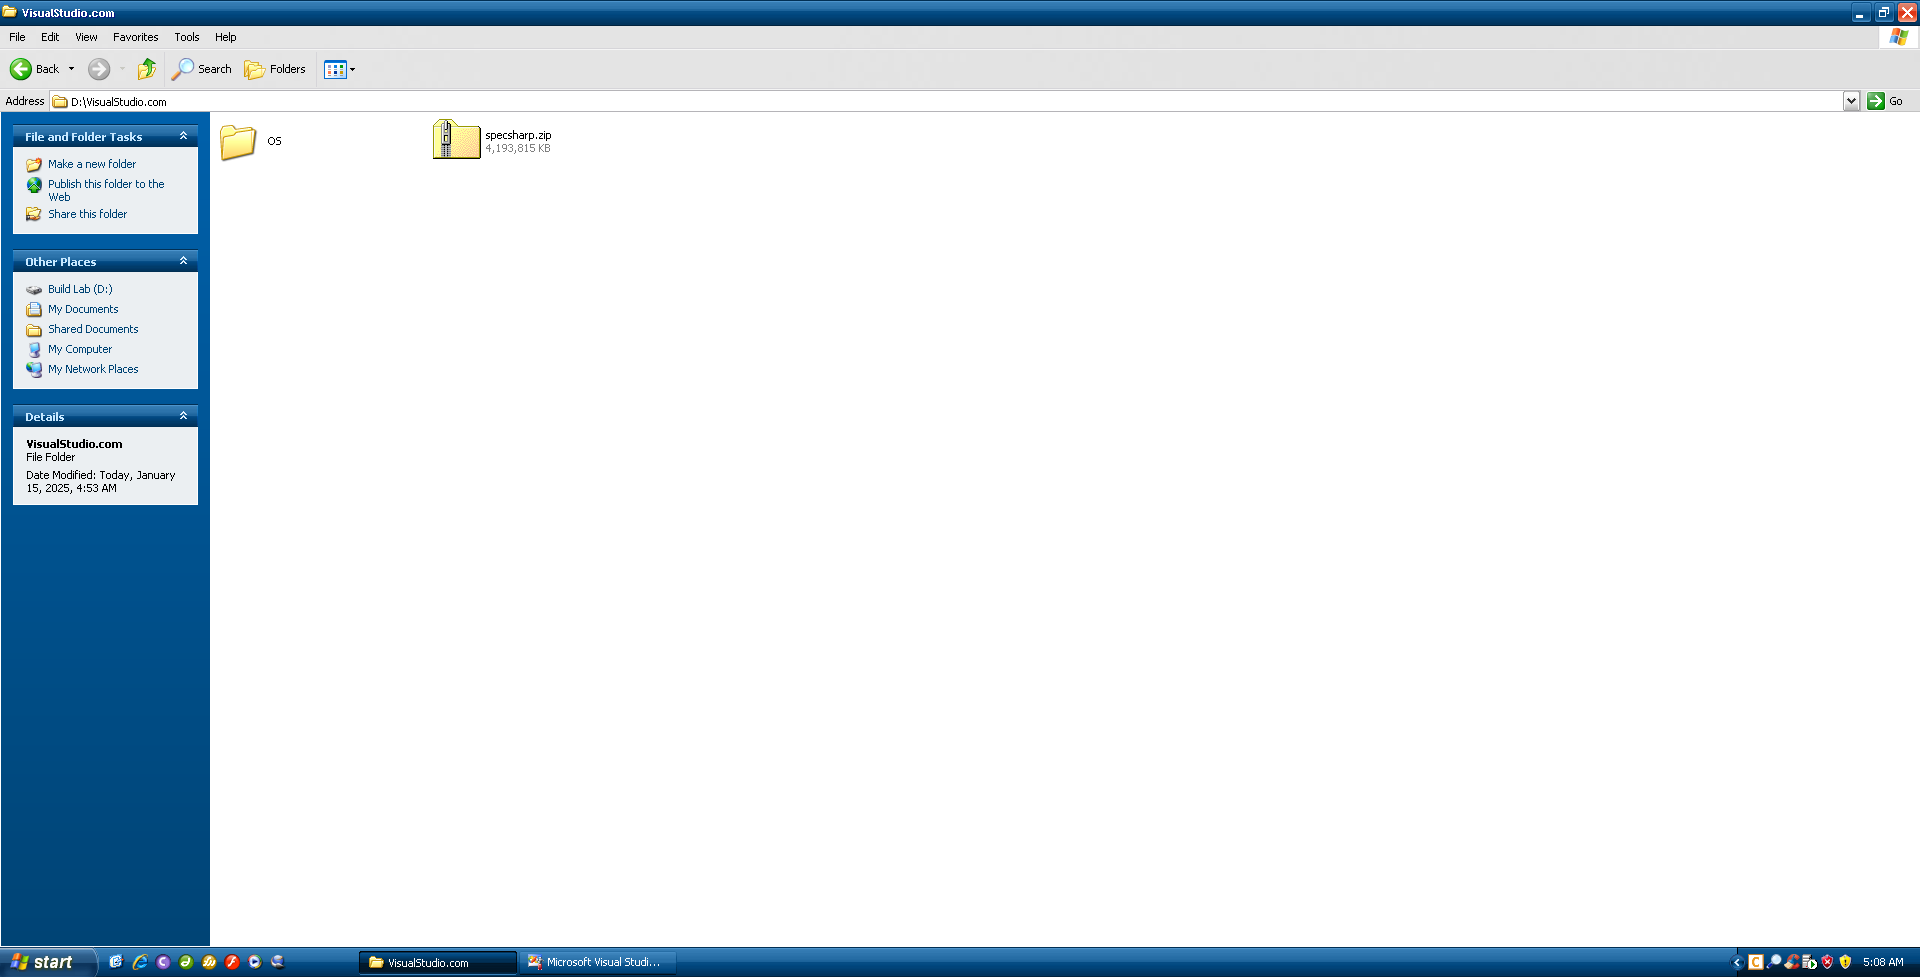 VisualStudio.com
File Edit View Favorites Tools Help
Back Search Folders
Address D:\VisualStudio.com Go
File and Folder Tasks
Make a new folder
Publish this folder to the
Web
Share this folder
Other Places
Build Lab (D:)
My Documents
Shared Documents
My Computer
My Network Places
Details
VisualStudio.com
File Folder
Date Modified: Today, January
15, 2025, 4:53 AM
OS
specsharp.zip
4,193,815 KB
start VisualStudio.com Microsoft Visual Studi... 5:08 AM